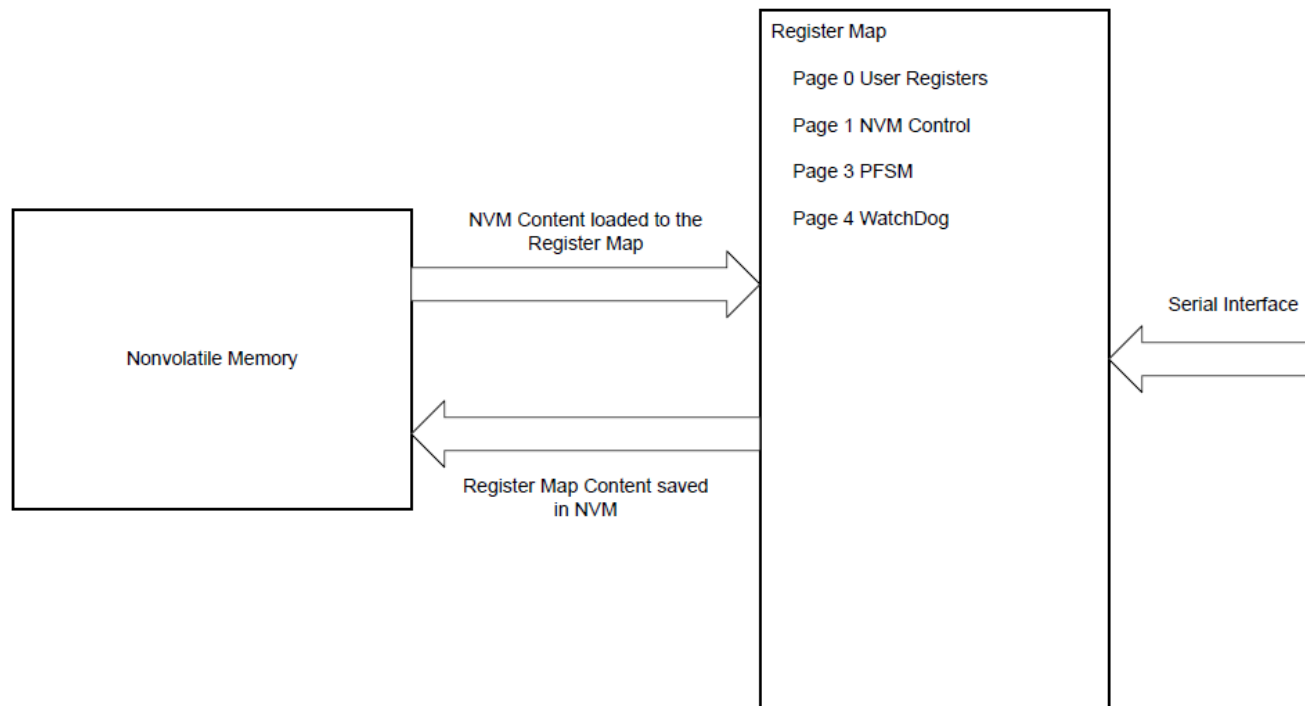 Register Map
Page 0 User Registers
Page 1 NVM Control
Page 3 PFSM
Page 4 WatchDog
NVM Content loaded to the
Register Map
Serial Interface
Nonvolatile Memory
Register Map Content saved
in NVM